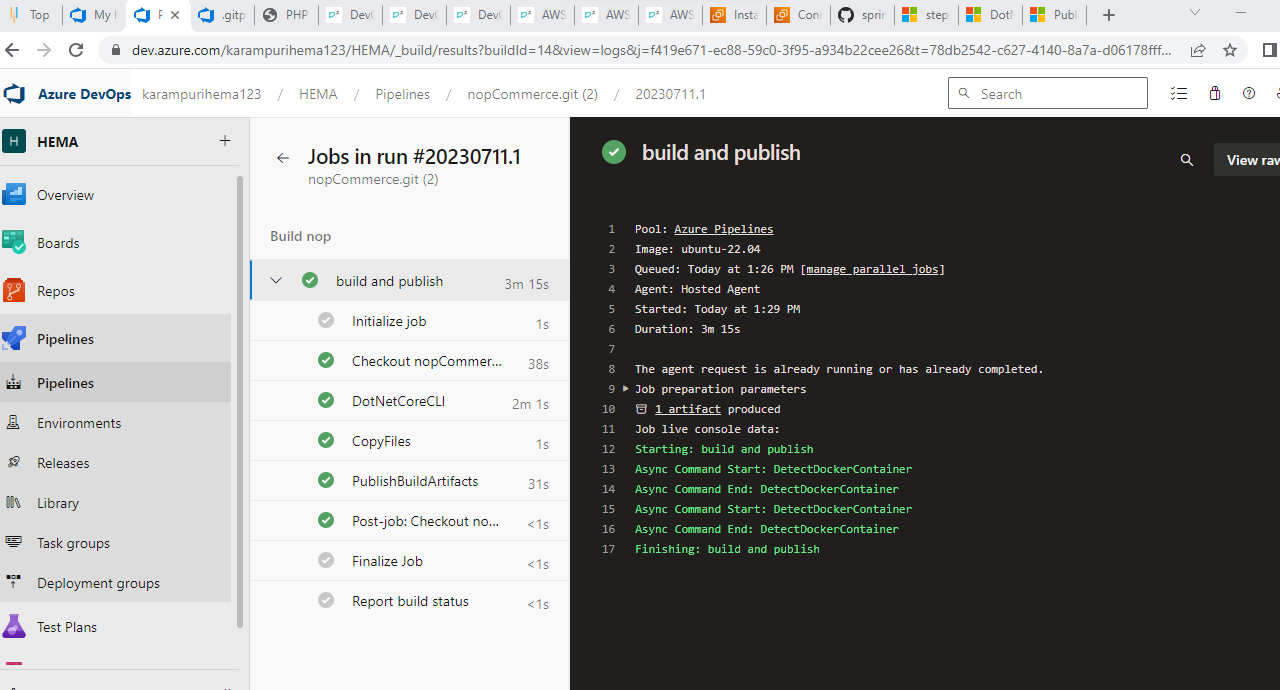 Top
My l
F
.gitp
PHP
DevO
DevO
DevO
AWS
AWS
AWS
Insta
Conn
sprin
step
DotN
Publ
dev.azure.com/karampurihema123/HEMA/_build/results?buildId=14&view=logs&j=f419e671-ec88-59c0-3f95-a934b22cee26&t=78db2542-c627-4140-8a7a-d06178fff...
Azure DevOps karampurihema123 / HEMA / Pipelines / nopCommerce.git (2) / 20230711.1
Search
H HEMA
Overview
Boards
Repos
Pipelines
Pipelines
Environments
Releases
Library
Task groups
Deployment groups
Test Plans
Jobs in run #20230711.1
nopCommerce.git (2)
Build nop
build and publish 3m 15s
Initialize job 1s
Checkout nopCommer... 38s
DotNetCoreCLI 2m 1s
CopyFiles 1s
PublishBuildArtifacts 31s
Post-job: Checkout no... <1s
Finalize Job <1s
Report build status <1s
build and publish
View raw
1 Pool: Azure Pipelines
2 Image: ubuntu-22.04
3 Queued: Today at 1:26 PM [manage parallel jobs]
4 Agent: Hosted Agent
5 Started: Today at 1:29 PM
6 Duration: 3m 15s
7
8 The agent request is already running or has already completed.
9 Job preparation parameters
10 1 artifact produced
11 Job live console data:
12 Starting: build and publish
13 Async Command Start: DetectDockerContainer
14 Async Command End: DetectDockerContainer
15 Async Command Start: DetectDockerContainer
16 Async Command End: DetectDockerContainer
17 Finishing: build and publish